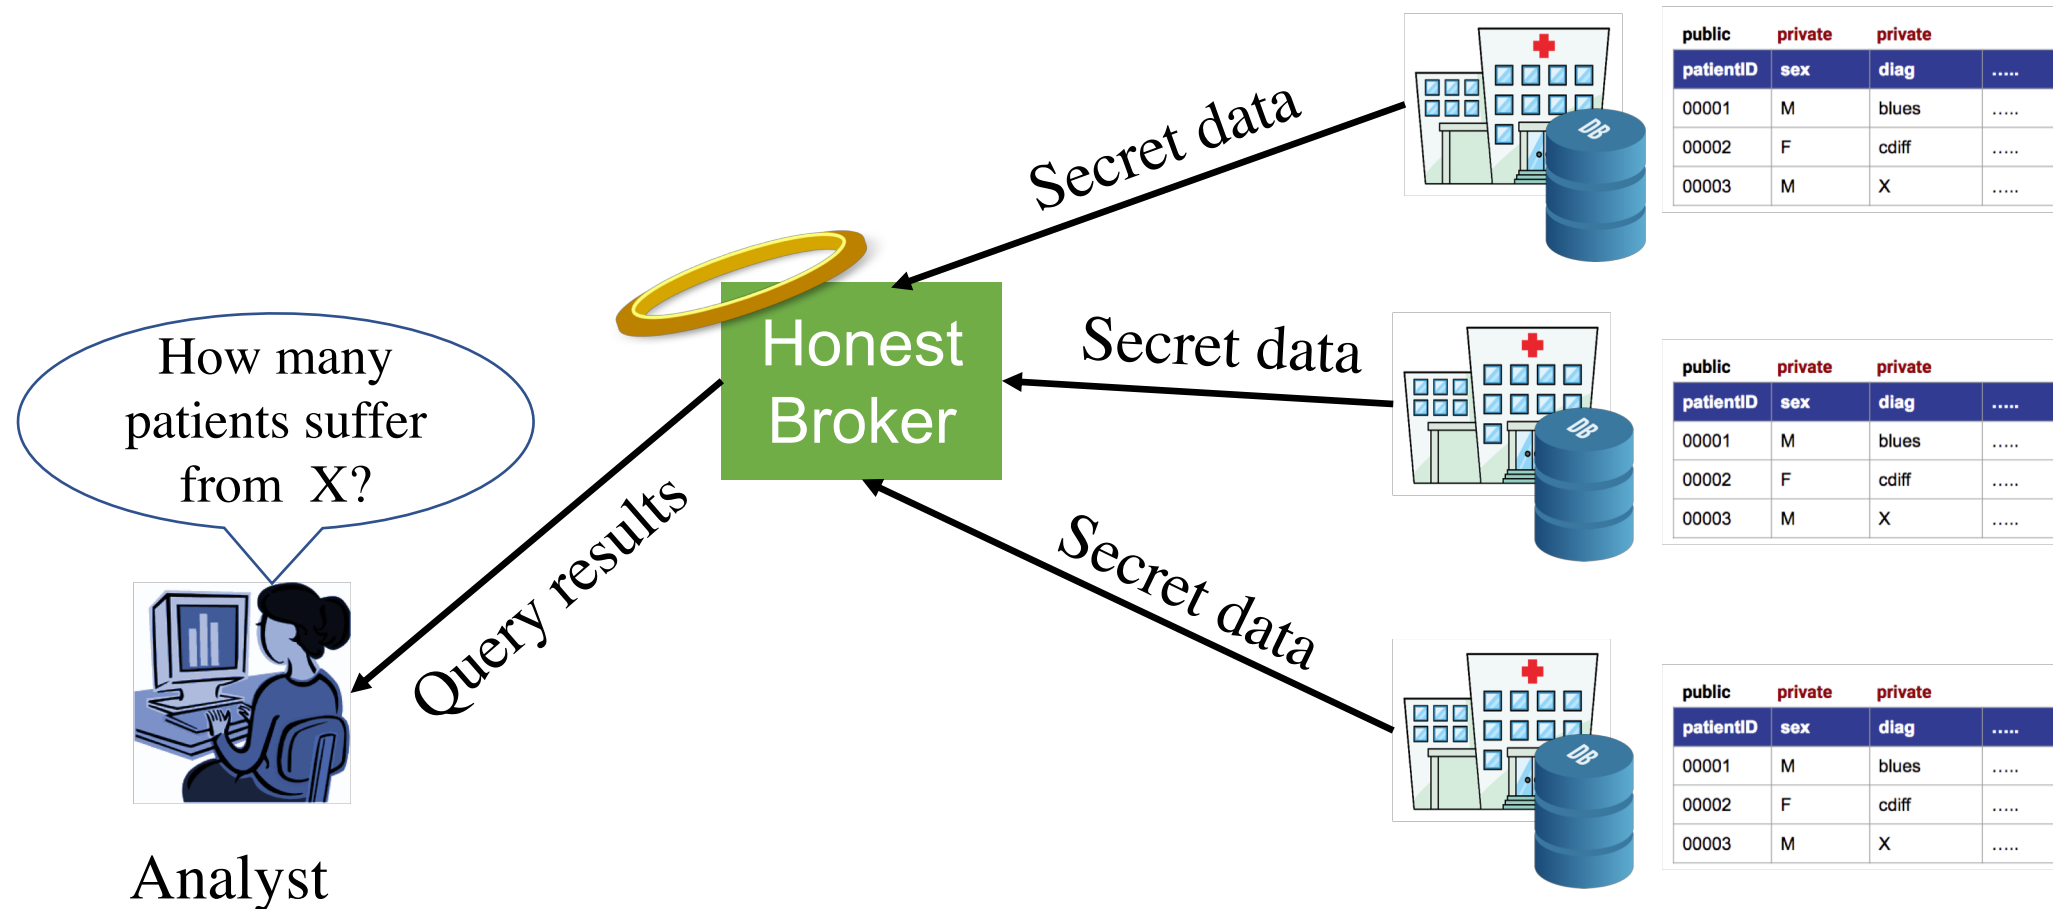 public private private
patientID sex diag .....
00001 M blues .....
00002 F cdiff .....
00003 M X .....
DB
Secret data
Honest
Broker
Secret data
How many
patients suffer
from X?
public private private
patientID sex diag .....
00001 M blues .....
00002 F cdiff .....
00003 M X .....
DB
Query results
Secret data
public private private
patientID sex diag .....
00001 M blues .....
00002 F cdiff .....
00003 M X .....
DB
Analyst